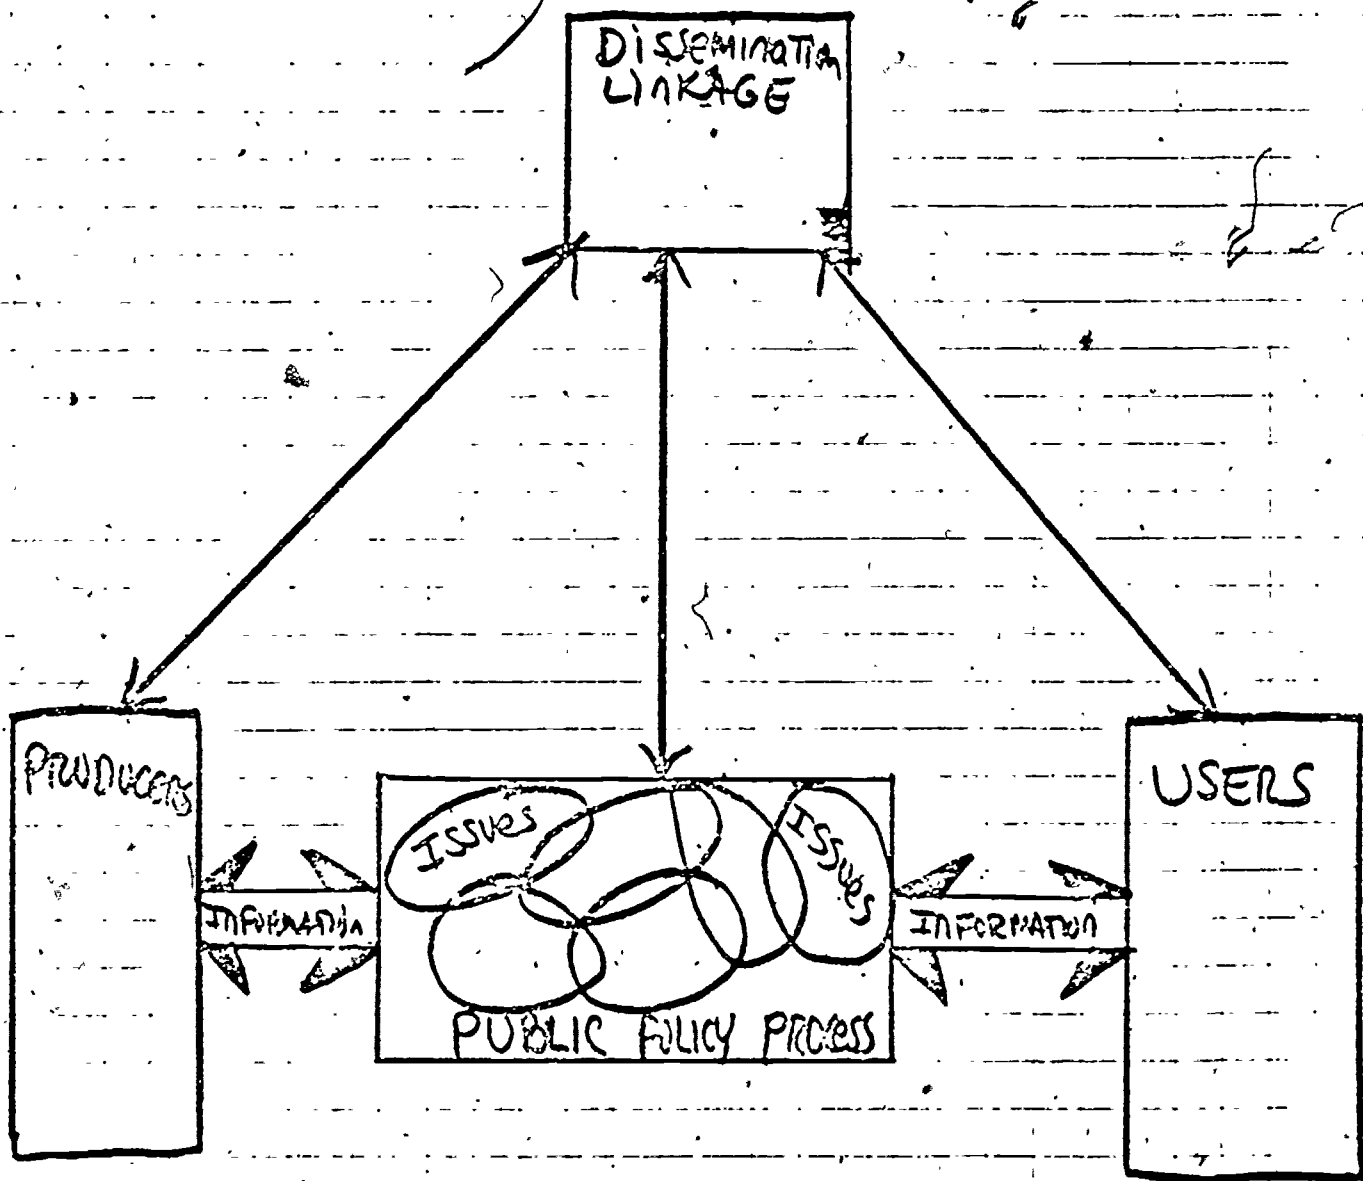 DISSEMINATION
LINKAGE
PRODUCERS
USERS
ISSUES
ISSUES
INFORMATION
INFORMATION
PUBLIC POLICY PROCESS